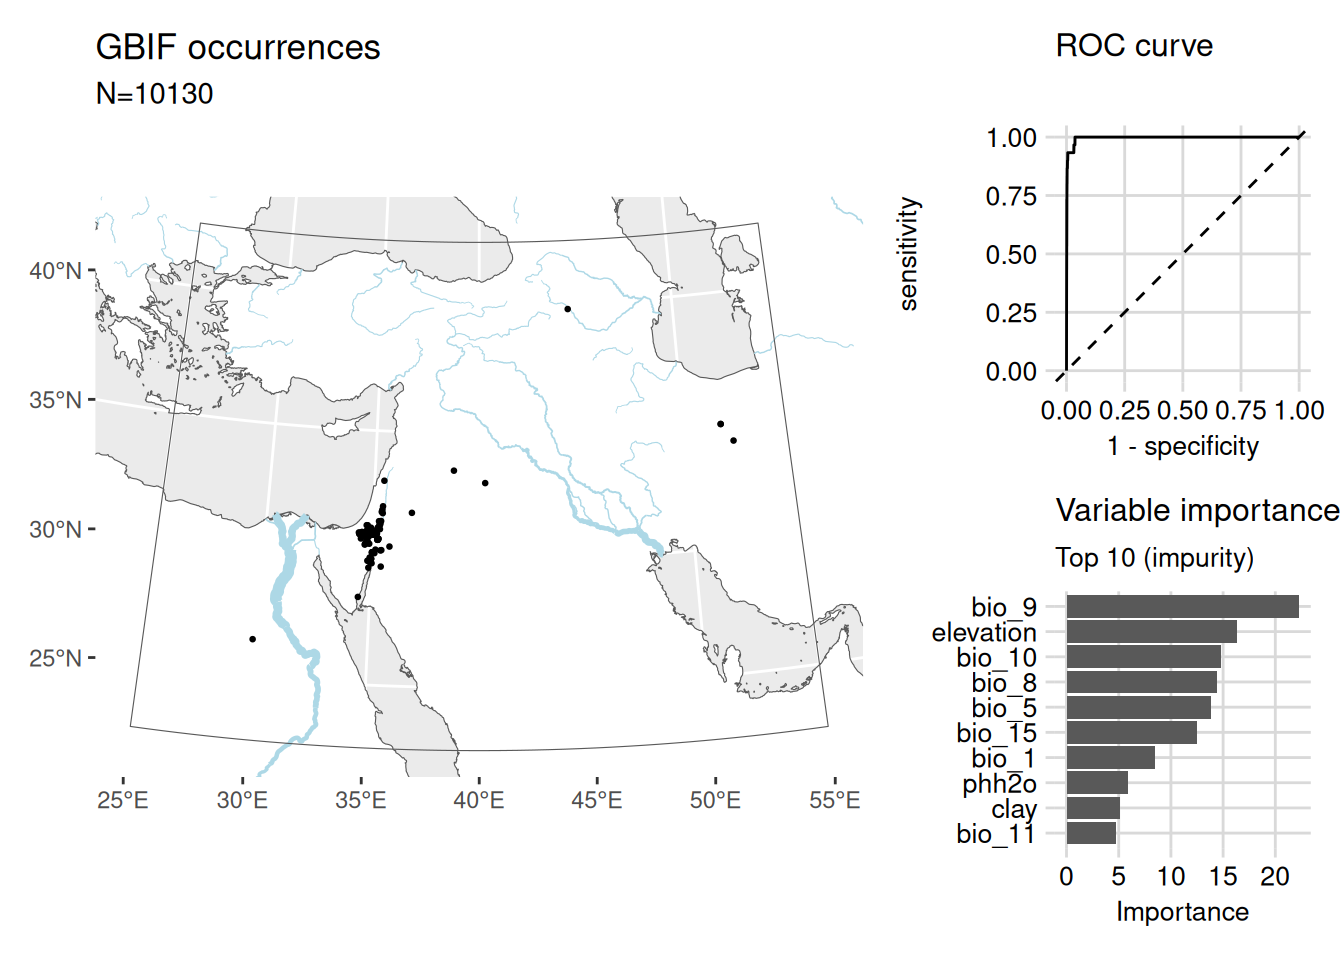 GBIF occurrences
N=10130
40°N
35°N
30°N
25°N
25°E 30°E 35°E 40°E 45°E 50°E 55°E
ROC curve
sensitivity
1.00
0.75
0.50
0.25
0.00
0.00 0.25 0.50 0.75 1.00
1 - specificity
Variable importance
Top 10 (impurity)
bio_9
elevation
bio_10
bio_8
bio_5
bio_15
bio_1
phh2o
clay
bio_11
0 5 10 15 20
Importance